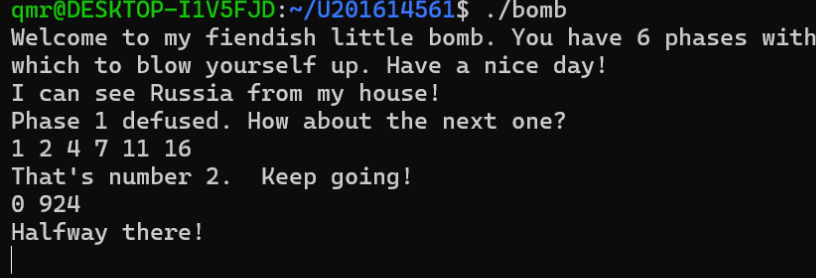 qmr@DESKTOP-I1V5FJD:~/U201614561$ ./bomb
Welcome to my fiendish little bomb. You have 6 phases with
which to blow yourself up. Have a nice day!
I can see Russia from my house!
Phase 1 defused. How about the next one?
1 2 4 7 11 16
That's number 2.  Keep going!
0 924
Halfway there!